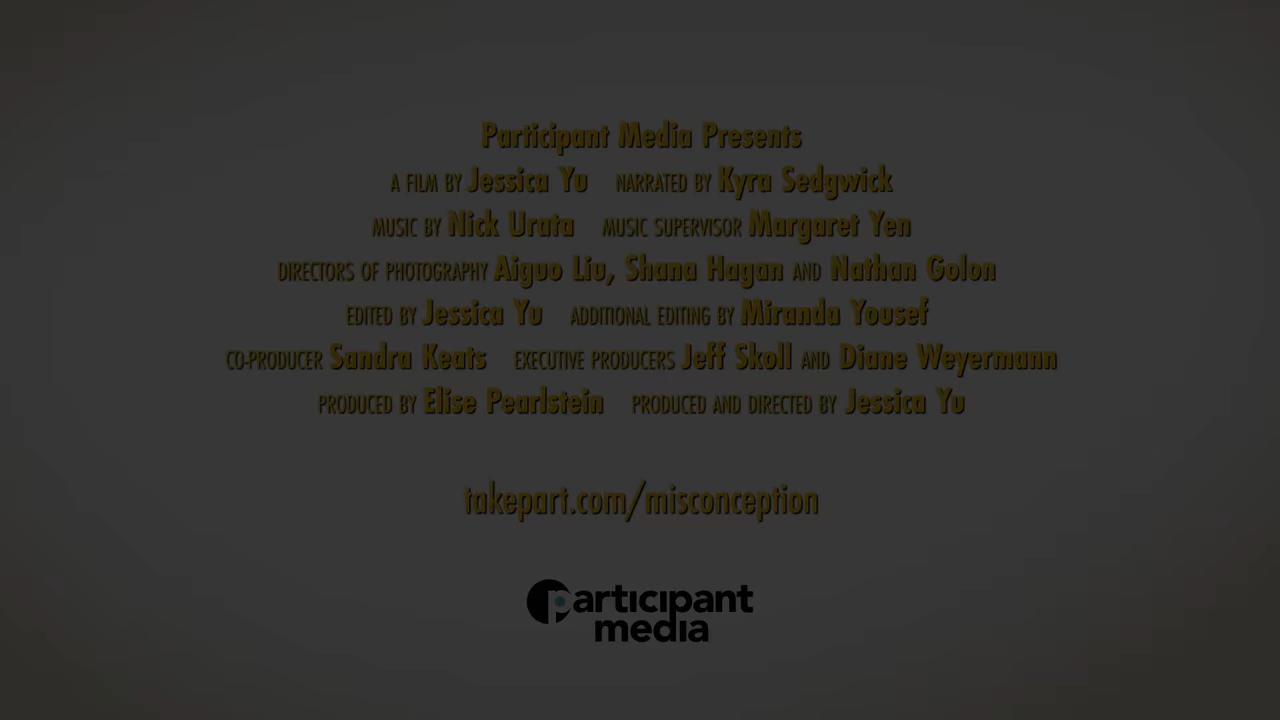 Participant Media Presents
A FILM BY Jessica Yu NARRATED BY Kyra Sedgwick
MUSIC BY Nick Urata MUSIC SUPERVISOR Margaret Yen
DIRECTORS OF PHOTOGRAPHY Aiguo Liu, Shana Hagan AND Nathan Golon
EDITED BY Jessica Yu ADDITIONAL EDITING BY Miranda Yousef
CO-PRODUCER Sandra Keats EXECUTIVE PRODUCERS Jeff Skoll AND Diane Weyermann
PRODUCED BY Elise Pearlstein PRODUCED AND DIRECTED BY Jessica Yu
takepart.com/misconception
participant
media